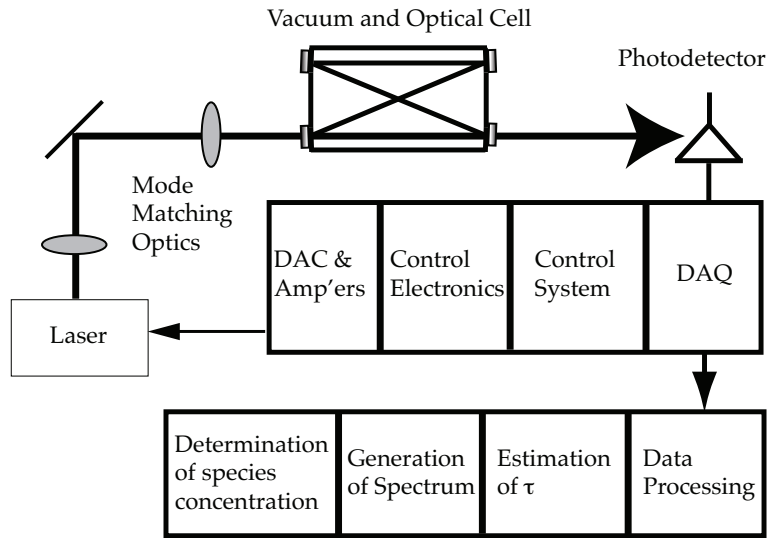 Vacuum and Optical Cell
Photodetector
Mode
Matching
Optics
Laser
DAC &
Amp'ers
Control
Electronics
Control
System
DAQ
Determination
of species
concentration
Generation
of Spectrum
Estimation
of τ
Data
Processing